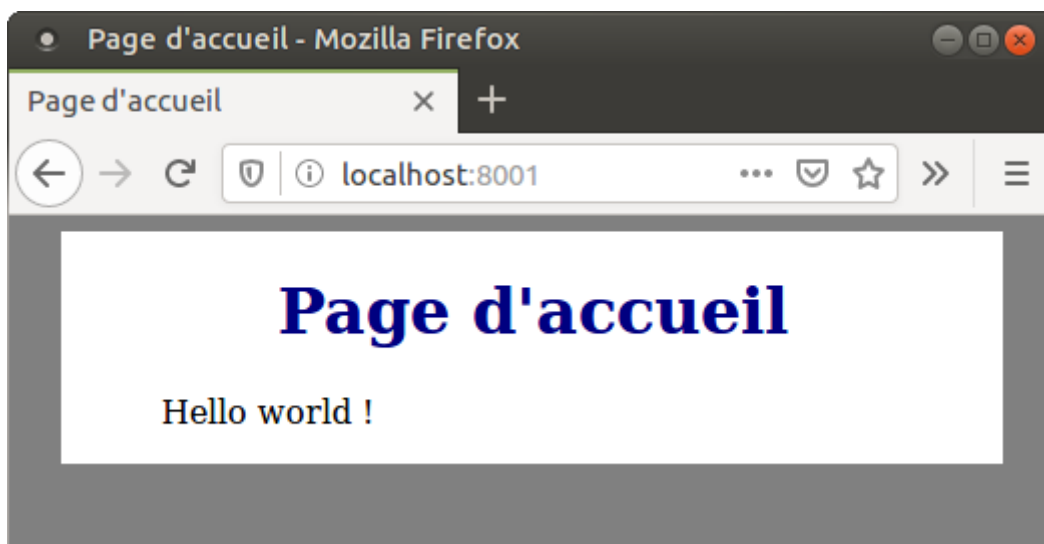 Page d'accueil - Mozilla Firefox
Page d'accueil
localhost:8001
Page d'accueil
Hello world !